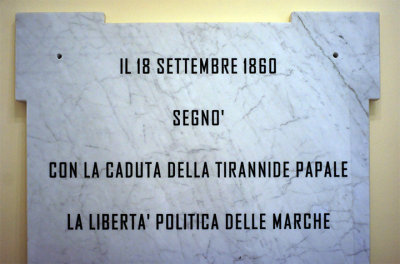 IL 18 SETTEMBRE 1860
SEGNO'
CON LA CADUTA DELLA TIRANNIDE PAPALE
LA LIBERTA' POLITICA DELLE MARCHE